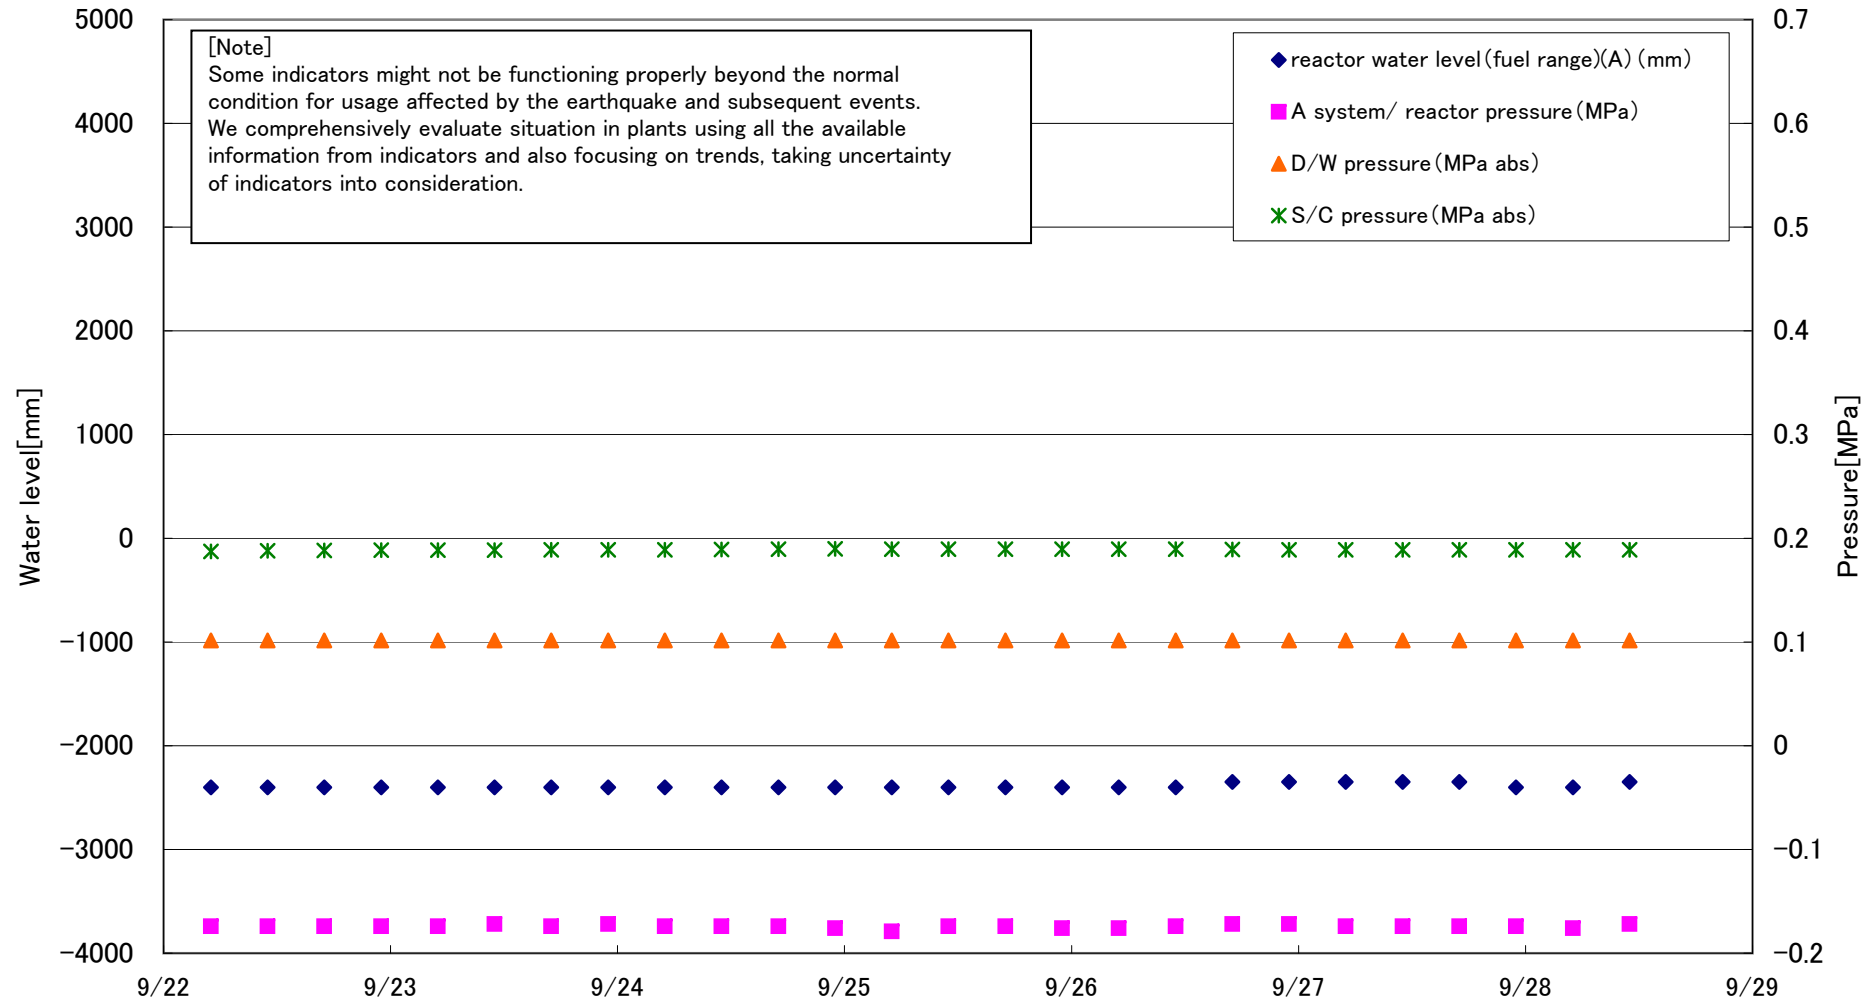 [Note]
Some indicators might not be functioning properly beyond the normal
condition for usage affected by the earthquake and subsequent events.
We comprehensively evaluate situation in plants using all the available
information from indicators and also focusing on trends, taking uncertainty
of indicators into consideration.
reactor water level(fuel range)(A) (mm)
A system/ reactor pressure(MPa)
D/W pressure(MPa abs)
S/C pressure(MPa abs)
Water level[mm]
5000
4000
3000
2000
1000
0
-1000
-2000
-3000
-4000
Pressure[MPa]
0.7
0.6
0.5
0.4
0.3
0.2
0.1
0
-0.1
-0.2
9/22 9/23 9/24 9/25 9/26 9/27 9/28 9/29